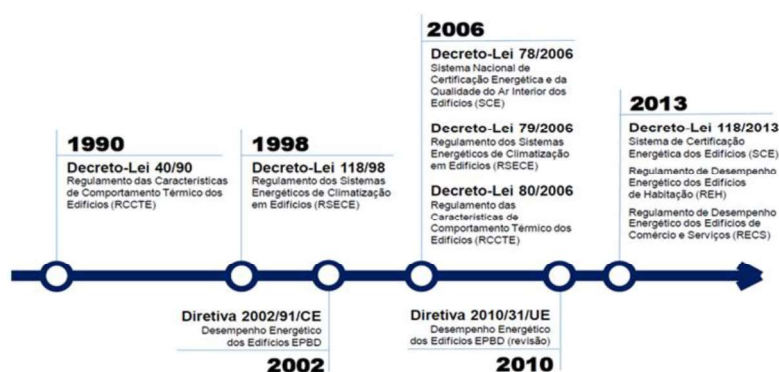 1990
Decreto-Lei 40/90
Regulamento das Características
de Comportamento Térmico dos
Edifícios (RCCTE)
1998
Decreto-Lei 118/98
Regulamento dos Sistemas
Energéticos de Climatização
em Edifícios (RSECE)
2006
Decreto-Lei 78/2006
Sistema Nacional de
Certificação Energética e da
Qualidade do Ar Interior dos
Edifícios (SCE)
Decreto-Lei 79/2006
Regulamento dos Sistemas
Energéticos de Climatização
em Edifícios (RSECE)
Decreto-Lei 80/2006
Regulamento das
Características de
Comportamento Térmico dos
Edifícios (RCCTE)
2013
Decreto-Lei 118/2013
Sistema de Certificação
Energética dos Edifícios (SCE)
Regulamento de Desempenho
Energético dos Edifícios
de Habitação (REH)
Regulamento de Desempenho
Energético dos Edifícios de
Comércio e Serviços (RECS)
Diretiva 2002/91/CE
Desempenho Energético
dos Edifícios EPBD
2002
Diretiva 2010/31/UE
Desempenho Energético
dos Edifícios EPBD (revisão)
2010